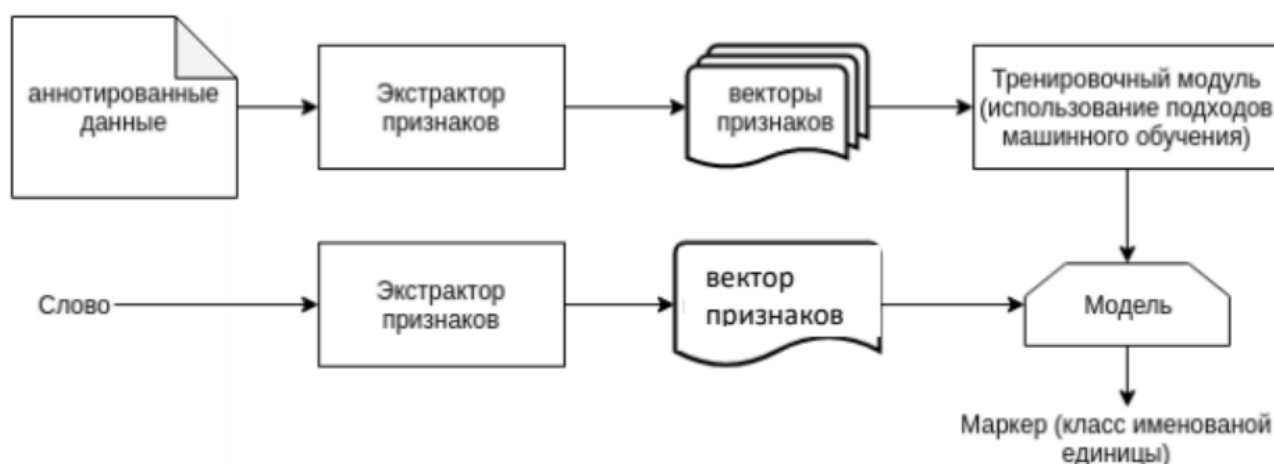 аннотированные
данные
Экстрактор
признаков
векторы
признаков
Тренировочный модуль
(использование подходов
машинного обучения)
Слово
Экстрактор
признаков
вектор
признаков
Модель
Маркер (класс именованой
единицы)